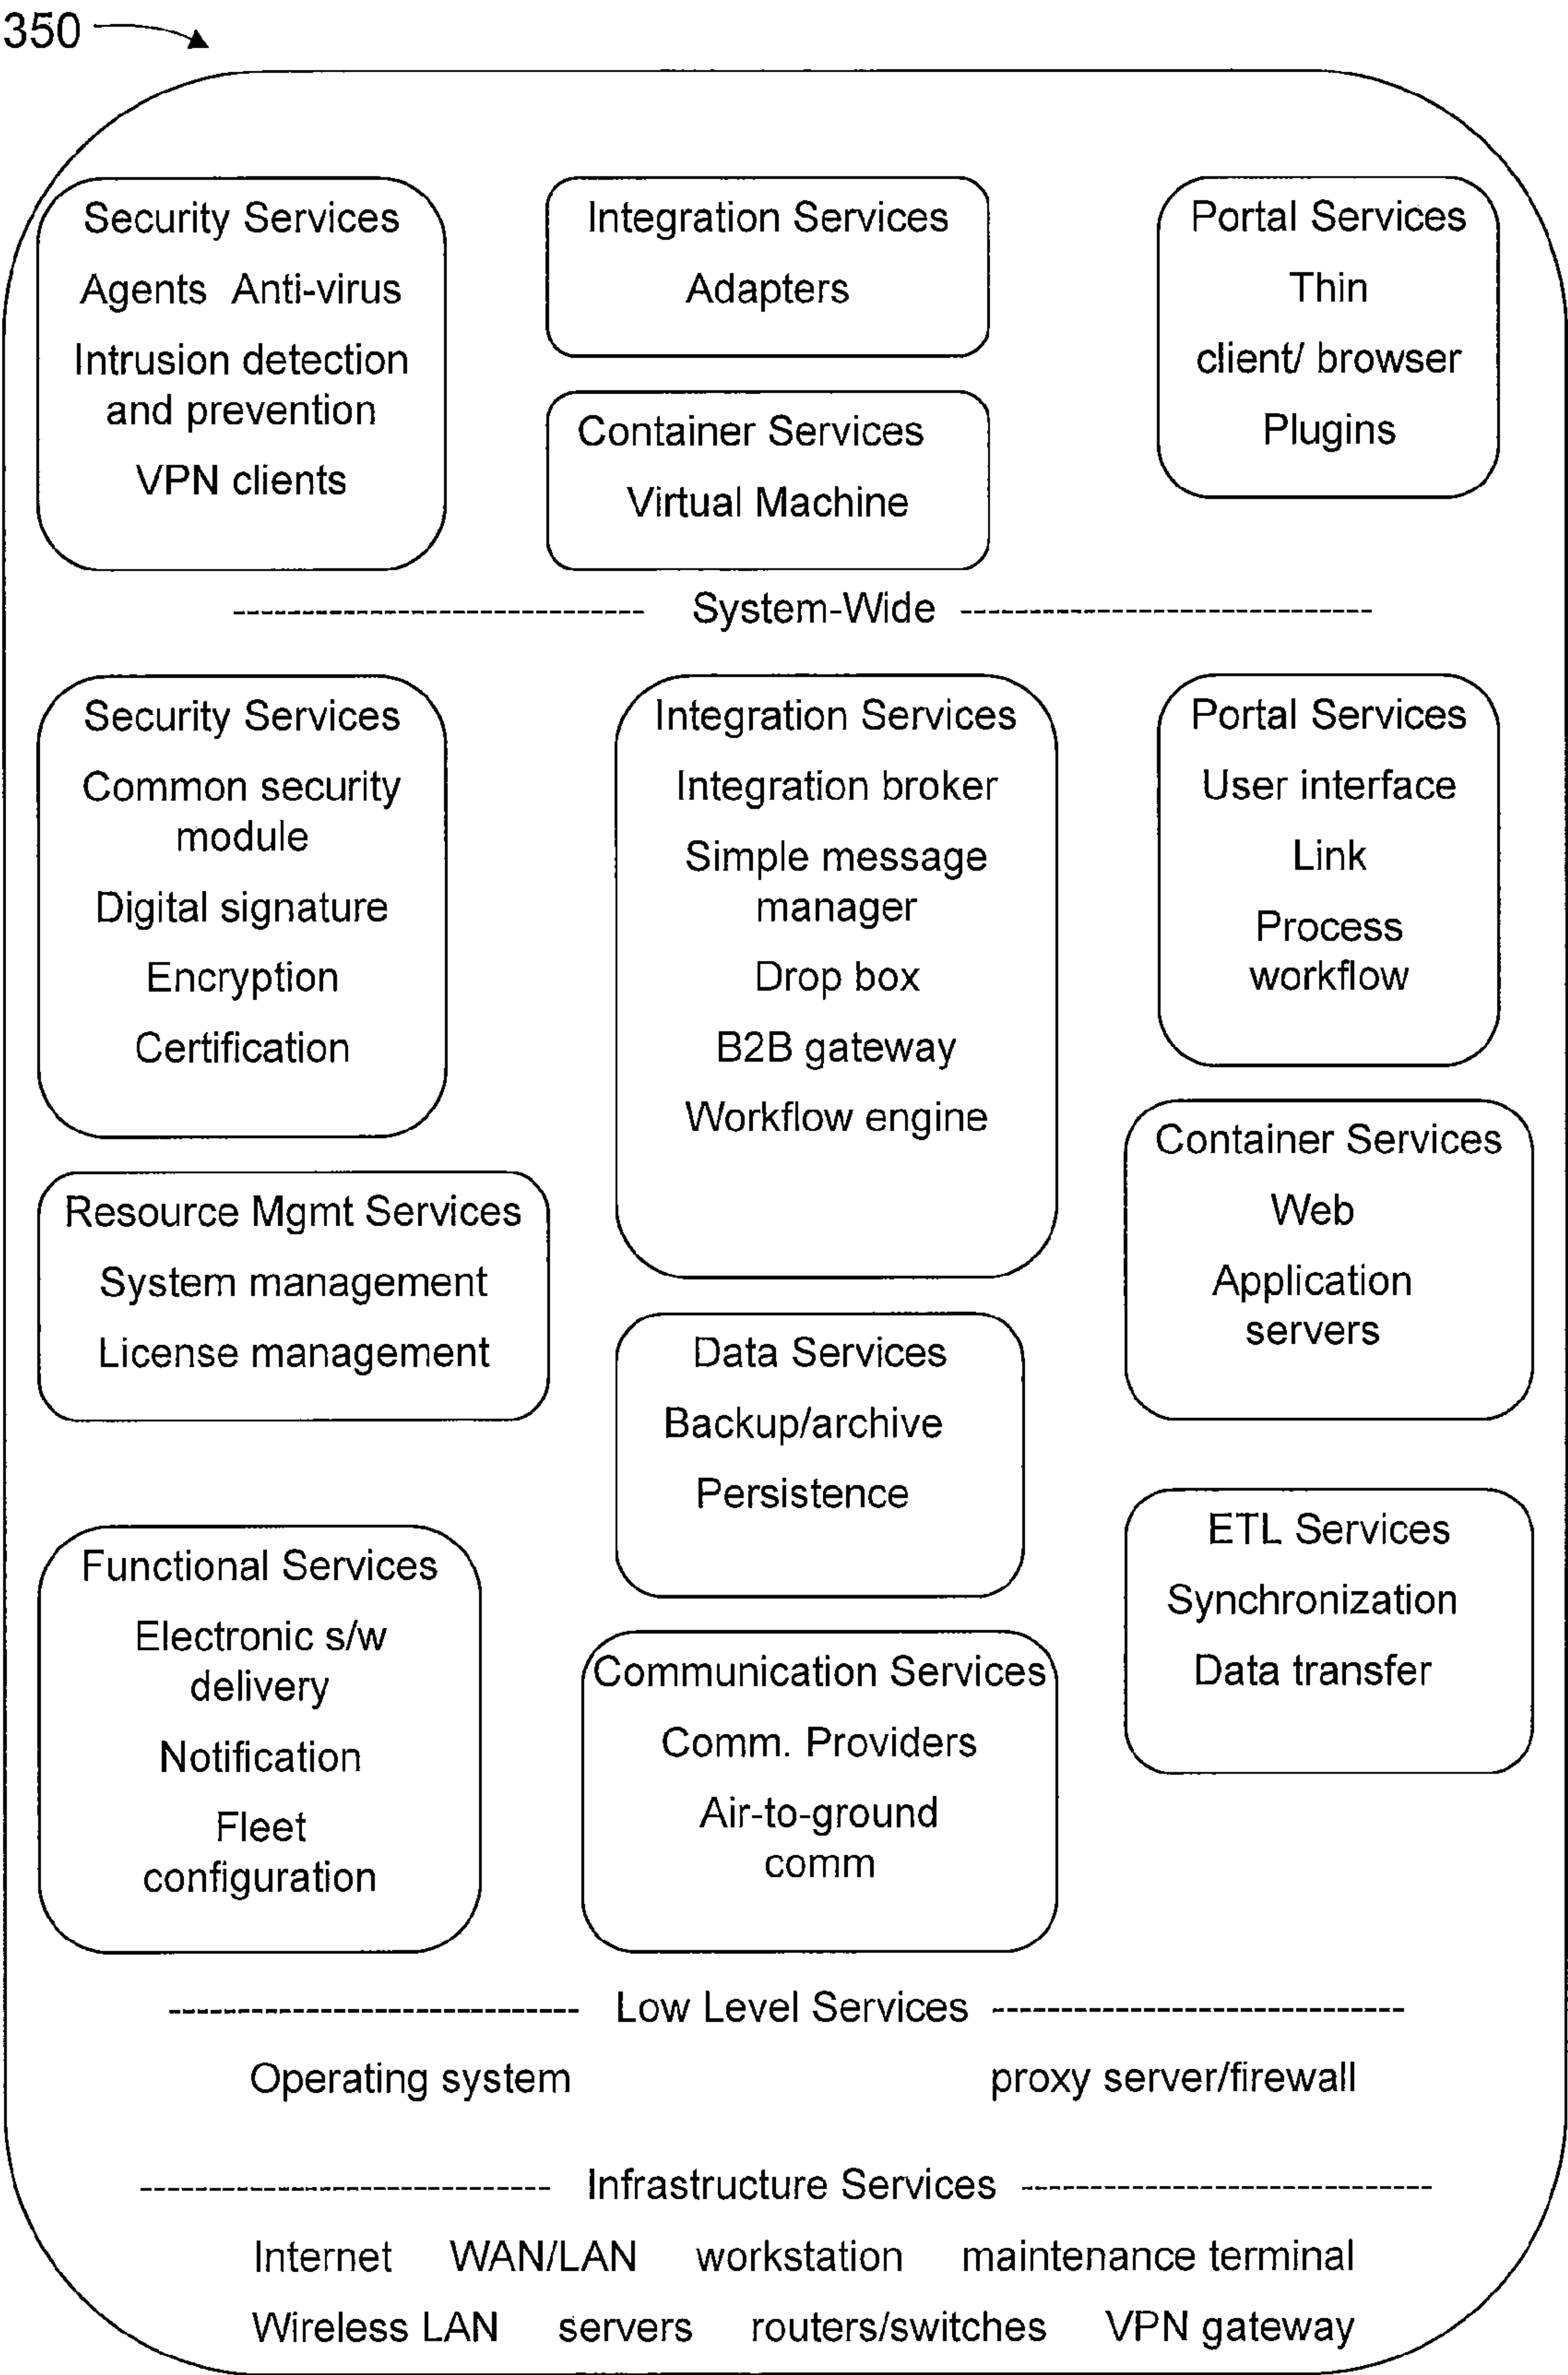 350
Security Services
Agents Anti-virus
Intrusion detection
and prevention
VPN clients
Integration Services
Adapters
Container Services
Virtual Machine
Portal Services
Thin
client/ browser
Plugins
System-Wide
Security Services
Common security
module
Digital signature
Encryption
Certification
Resource Mgmt Services
System management
License management
Functional Services
Electronic s/w
delivery
Notification
Fleet
configuration
Integration Services
Integration broker
Simple message
manager
Drop box
B2B gateway
Workflow engine
Data Services
Backup/archive
Persistence
Communication Services
Comm. Providers
Air-to-ground
comm
Portal Services
User interface
Link
Process
workflow
Container Services
Web
Application
servers
ETL Services
Synchronization
Data transfer
Low Level Services
Operating system proxy server/firewall
Infrastructure Services
Internet WAN/LAN workstation maintenance terminal
Wireless LAN servers routers/switches VPN gateway